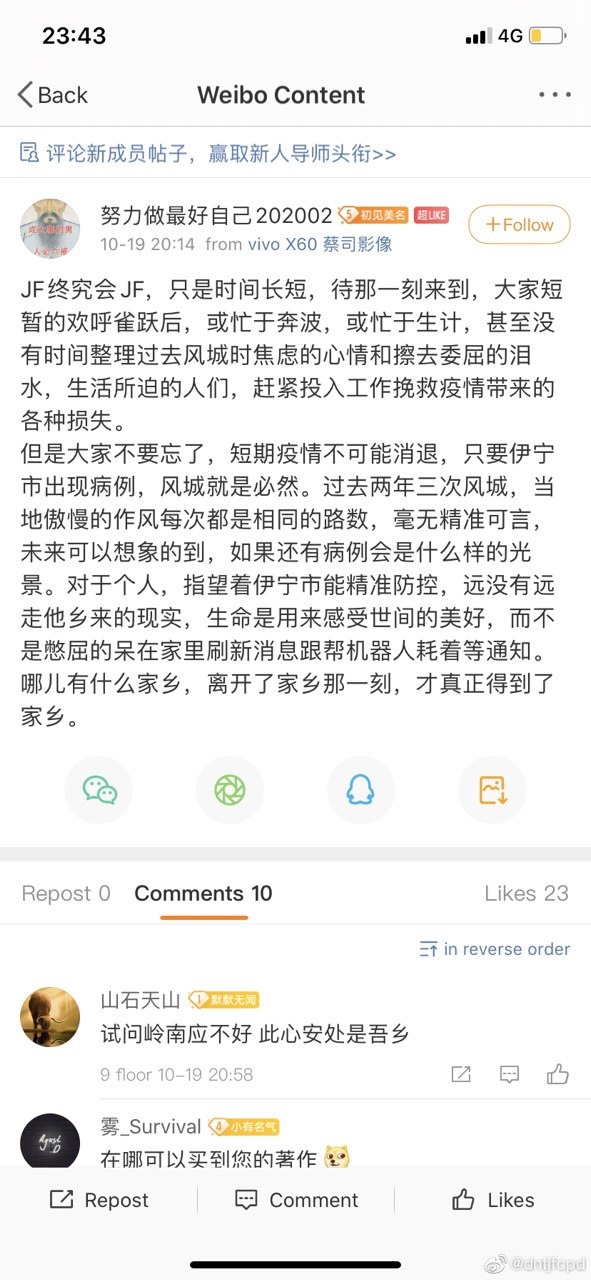 23:43
4G
Back
Weibo Content
评论新成员帖子，赢取新人导师头衔>>
努力做最好自己202002
5 初见美名
超LIKE
+Follow
10-19 20:14 from vivo X60 蔡司影像
JF终究会JF，只是时间长短，待那一刻来到，大家短
暂的欢呼雀跃后，或忙于奔波，或忙于生计，甚至没
有时间整理过去风城时焦虑的心情和擦去委屈的泪
水，生活所迫的人们，赶紧投入工作挽救疫情带来的
各种损失。
但是大家不要忘了，短期疫情不可能消退，只要伊宁
市出现病例，风城就是必然。过去两年三次风城，当
地傲慢的作风每次都是相同的路数，毫无精准可言，
未来可以想象的到，如果还有病例会是什么样的光
景。对于个人，指望着伊宁市能精准防控，远没有远
走他乡来的现实，生命是用来感受世间的美好，而不
是憋屈的呆在家里刷新消息跟帮机器人耗着等通知。
哪儿有什么家乡，离开了家乡那一刻，才真正得到了
家乡。
Repost 0
Comments 10
Likes 23
in reverse order
山石天山
1 默默无闻
试问岭南应不好 此心安处是吾乡
9 floor 10-19 20:58
雾_Survival
4 小有名气
在哪可以买到您的著作
Repost
Comment
Likes
@dntjfcpd